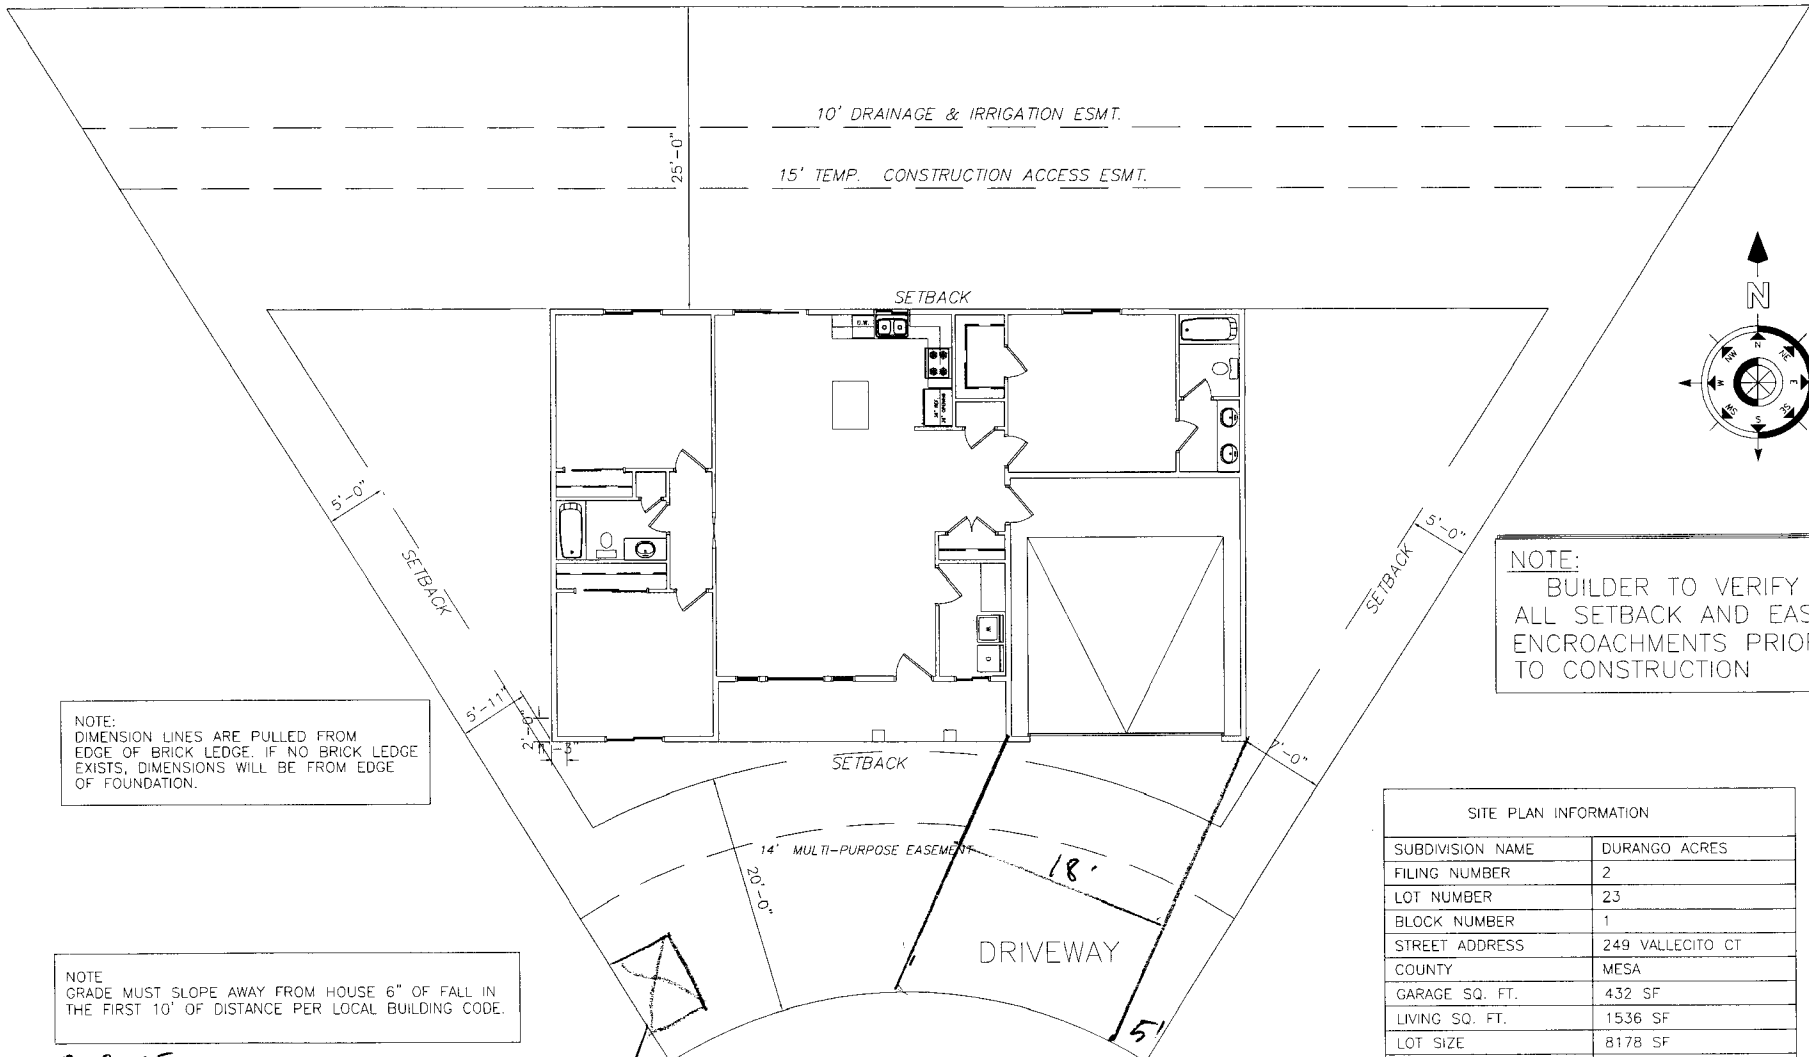 10' DRAINAGE & IRRIGATION ESMT.
25'-0"
15' TEMP. CONSTRUCTION ACCESS ESMT.
N
N
NE
E
SE
S
SW
W
NW
SETBACK
D.W.
5'-0"
SETBACK
5'-0"
SETBACK
NOTE:
BUILDER TO VERIFY
ALL SETBACK AND EAS
ENCROACHMENTS PRIOR
TO CONSTRUCTION
W
D
5'-11"
2'-0"
NOTE:
DIMENSION LINES ARE PULLED FROM
EDGE OF BRICK LEDGE. IF NO BRICK LEDGE
EXISTS, DIMENSIONS WILL BE FROM EDGE
OF FOUNDATION.
SETBACK
7'-0"
14' MULTI-PURPOSE EASEMENT
20'-0"
18'
DRIVEWAY
5'
SITE PLAN INFORMATION
SUBDIVISION NAME DURANGO ACRES
FILING NUMBER 2
LOT NUMBER 23
BLOCK NUMBER 1
STREET ADDRESS 249 VALLECITO CT
COUNTY MESA
GARAGE SQ. FT. 432 SF
LIVING SQ. FT. 1536 SF
LOT SIZE 8178 SF
NOTE
GRADE MUST SLOPE AWAY FROM HOUSE 6" OF FALL IN
THE FIRST 10' OF DISTANCE PER LOCAL BUILDING CODE.